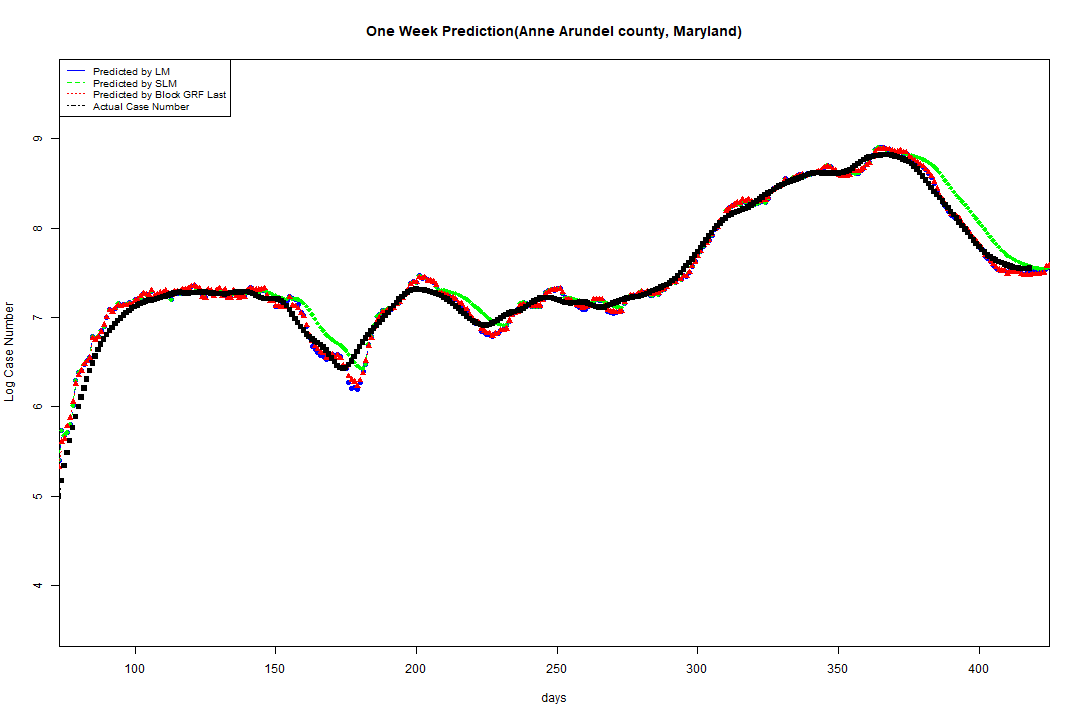 One Week Prediction(Anne Arundel county, Maryland)
Predicted by LM
Predicted by SLM
Predicted by Block GRF Last
Actual Case Number
Log Case Number
9
8
7
6
5
4
100 150 200 250 300 350 400
days